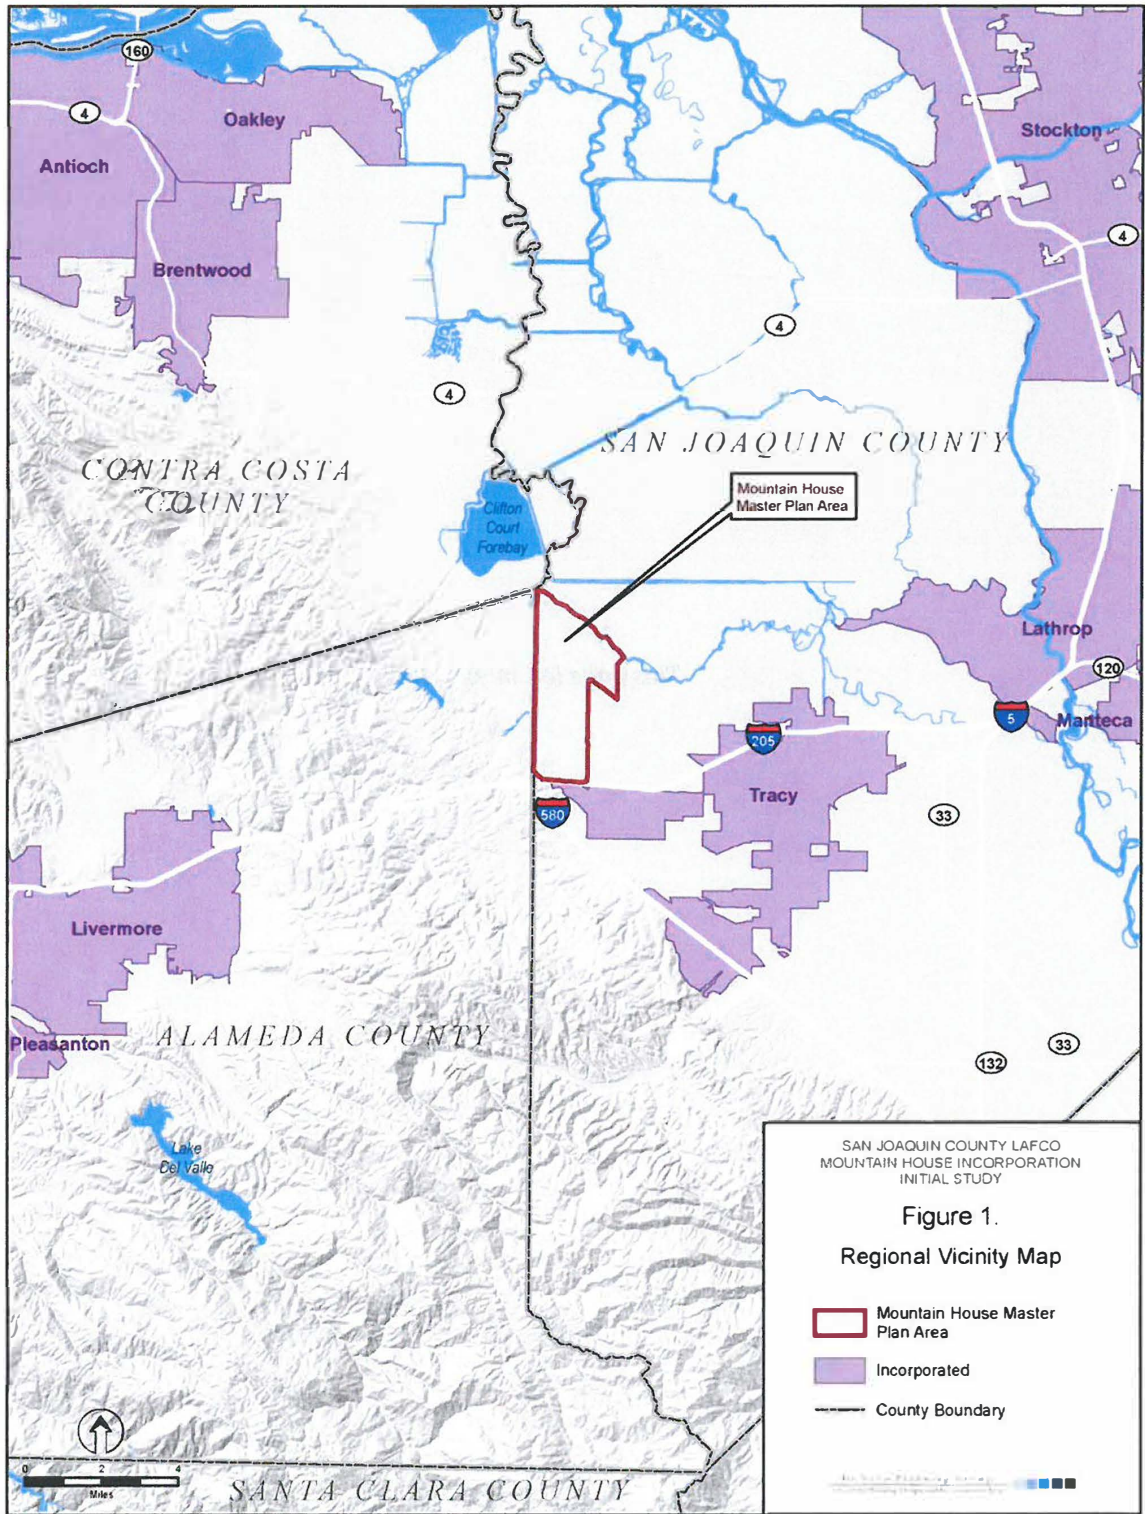 160
4
Oakley
Antioch
Stockton
4
Brentwood
4
4
SAN JOAQUIN COUNTY
CONTRA COSTA
COUNTY
Mountain House
Master Plan Area
Clifton
Court
Forebay
Lathrop
120
5
Manteca
205
Tracy
580
33
Livermore
ALAMEDA COUNTY
Pleasanton
33
132
Lake
Del Valle
SAN JOAQUIN COUNTY LAFCO
MOUNTAIN HOUSE INCORPORATION
INITIAL STUDY
Figure 1.
Regional Vicinity Map
Mountain House Master
Plan Area
Incorporated
County Boundary
0 2 4
Miles
SANTA CLARA COUNTY